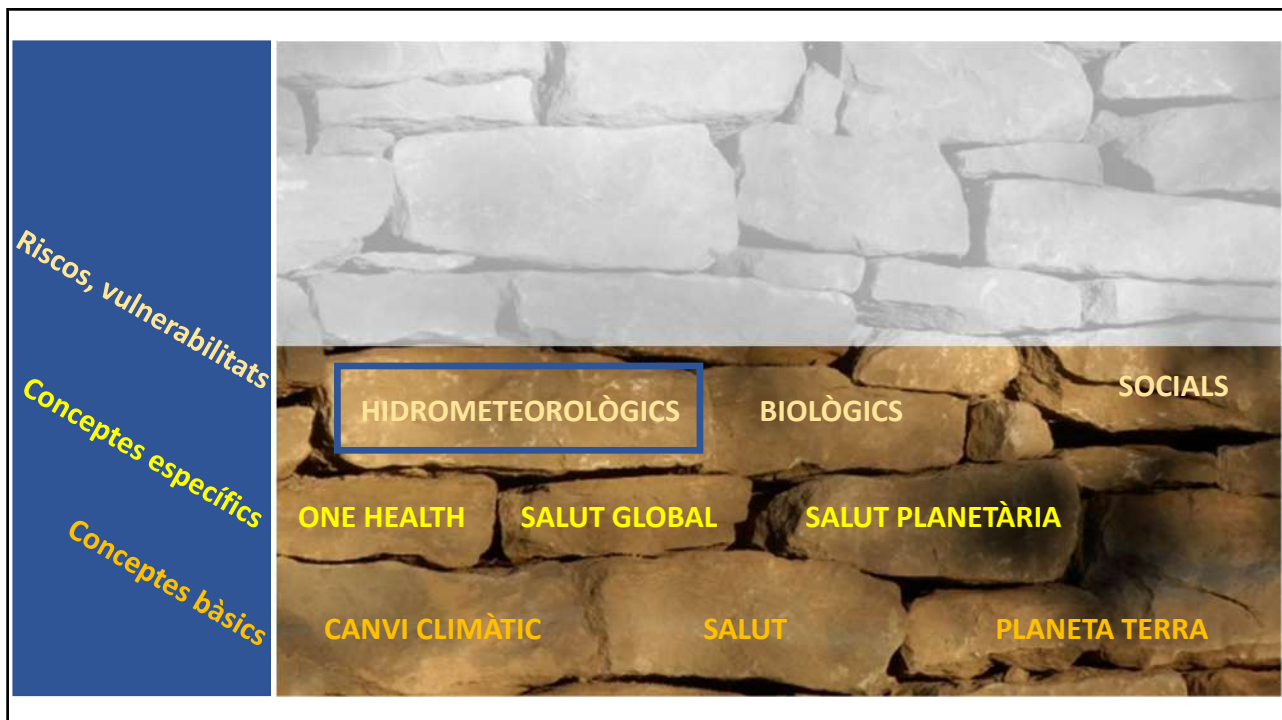 Riscos, vulnerabilitats
Conceptes específics
Conceptes bàsics
HIDROMETEOROLÒGICS
BIOLÒGICS
SOCIALS
ONE HEALTH
SALUT GLOBAL
SALUT PLANETÀRIA
CANVI CLIMÀTIC
SALUT
PLANETA TERRA